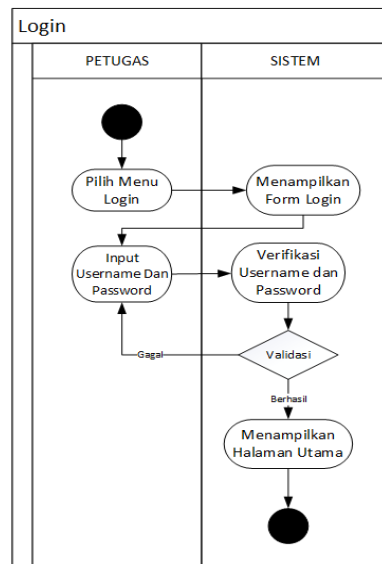 Login
PETUGAS
SISTEM
Pilih Menu
Login
Menampilkan
Form Login
Input
Username Dan
Password
Verifikasi
Username dan
Password
Validasi
Gagal
Berhasil
Menampilkan
Halaman Utama